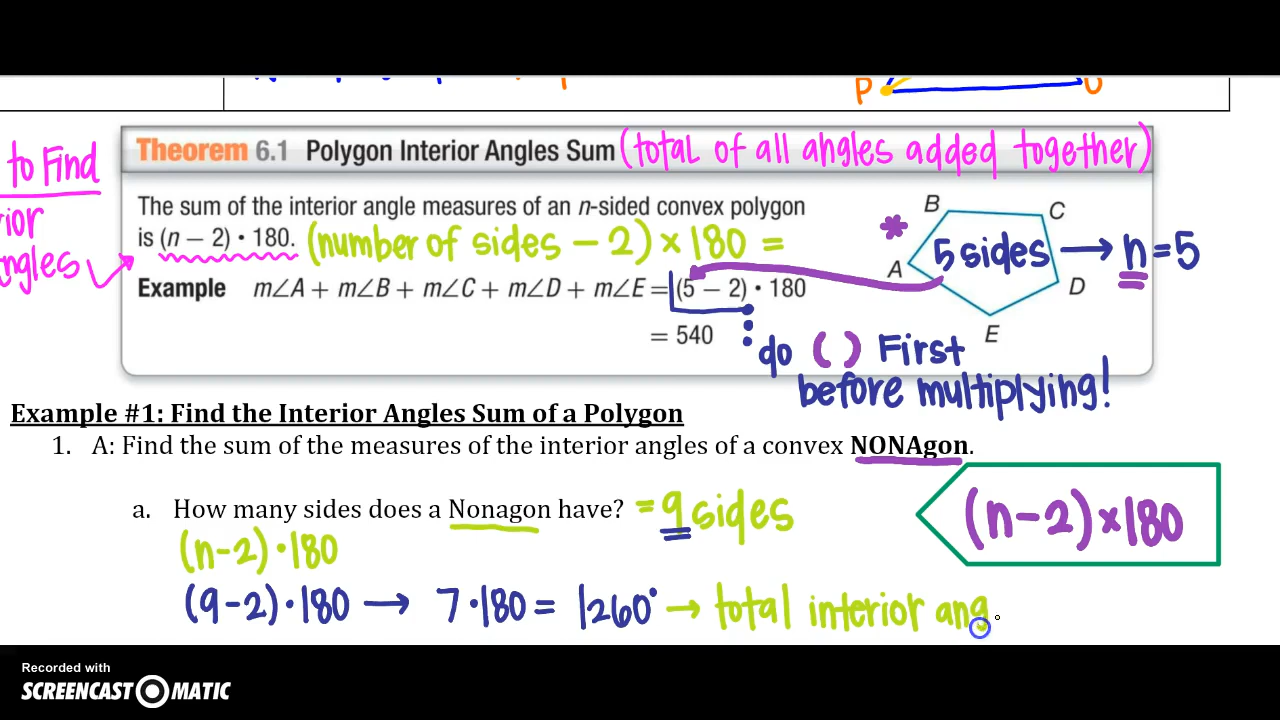 P U
to Find
rior
ngles
Theorem 6.1 Polygon Interior Angles Sum (total of all angles added together)
The sum of the interior angle measures of an n-sided convex polygon
is (n − 2) • 180. (number of sides − 2) × 180 =
Example m∠A + m∠B + m∠C + m∠D + m∠E = (5 − 2) • 180
= 540
* B C
A 5 sides → n = 5
D
E
do ( ) First
before multiplying!
Example #1: Find the Interior Angles Sum of a Polygon
1. A: Find the sum of the measures of the interior angles of a convex NONAgon.
a. How many sides does a Nonagon have? = 9 sides
(n−2)×180
(n−2)•180
(9−2)•180 → 7•180 = 1260° → total interior ang
Recorded with
SCREENCAST O MATIC